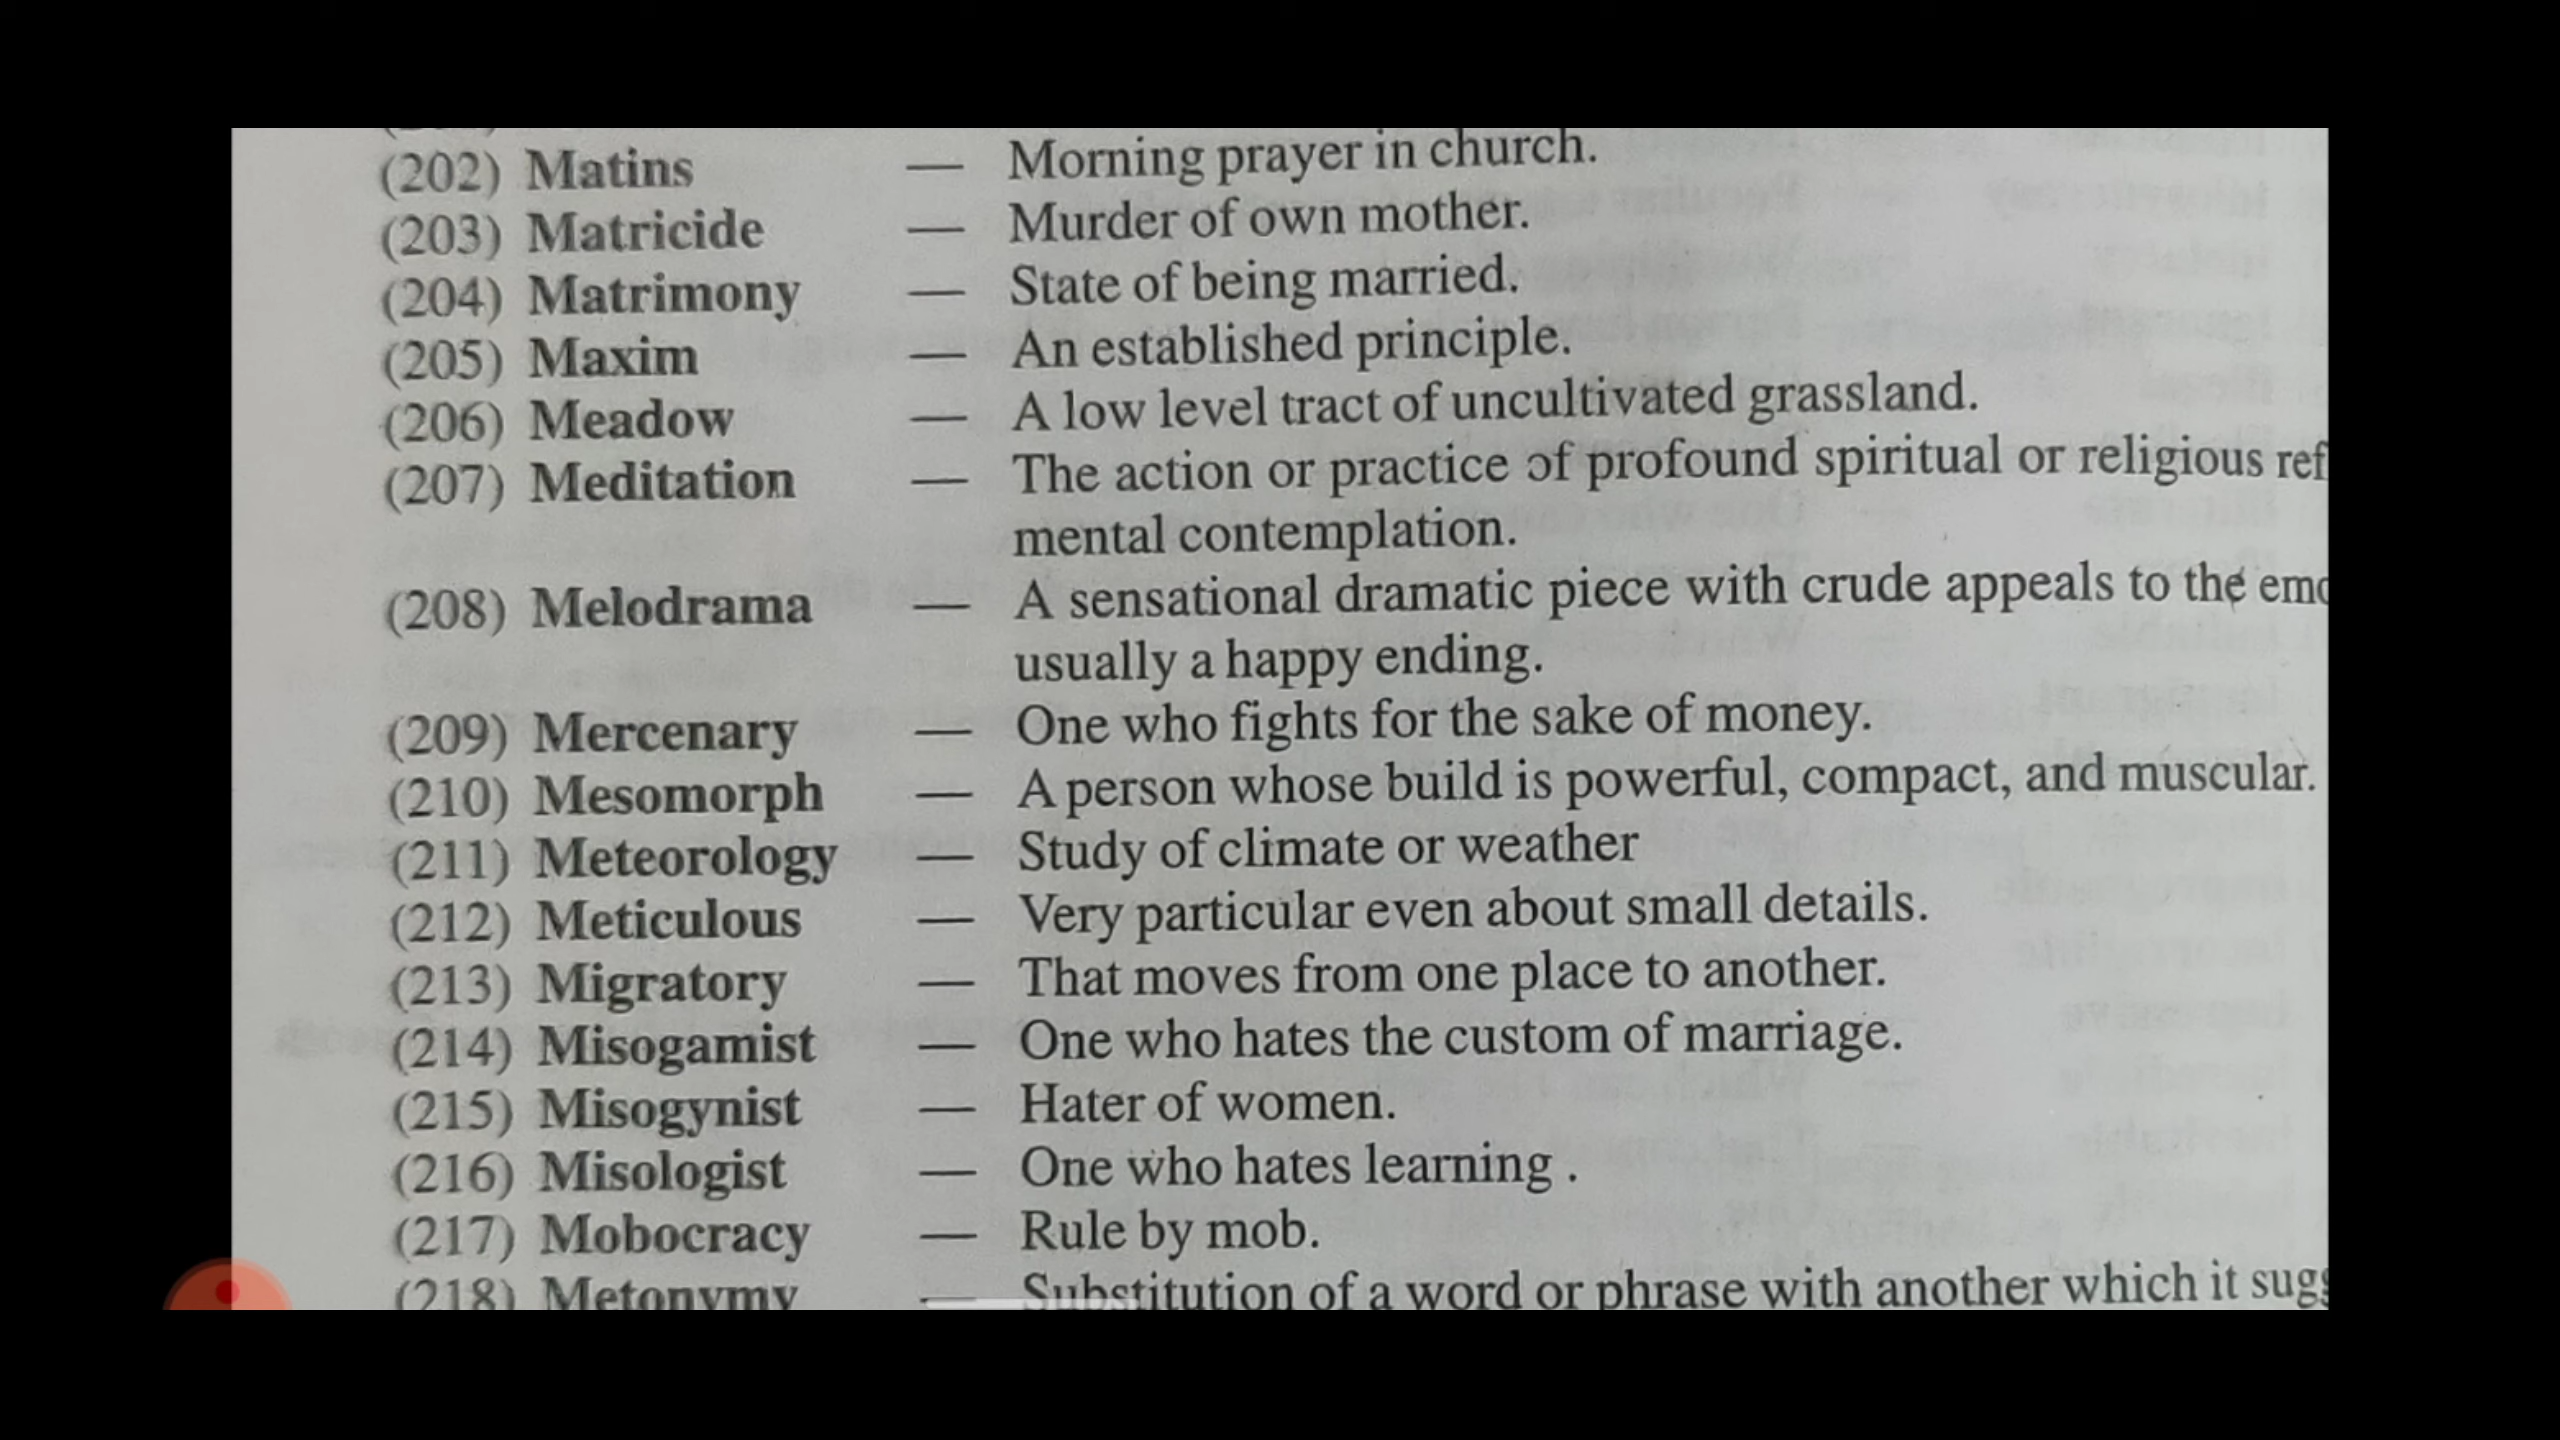 (202) Matins — Morning prayer in church.
(203) Matricide — Murder of own mother.
(204) Matrimony — State of being married.
(205) Maxim — An established principle.
(206) Meadow — A low level tract of uncultivated grassland.
(207) Meditation — The action or practice of profound spiritual or religious
mental contemplation.
(208) Melodrama — A sensational dramatic piece with crude appeals to the
usually a happy ending.
(209) Mercenary — One who fights for the sake of money.
(210) Mesomorph — A person whose build is powerful, compact, and muscular.
(211) Meteorology — Study of climate or weather
(212) Meticulous — Very particular even about small details.
(213) Migratory — That moves from one place to another.
(214) Misogamist — One who hates the custom of marriage.
(215) Misogynist — Hater of women.
(216) Misologist — One who hates learning .
(217) Mobocracy — Rule by mob.
(218) Metonymy — Substitution of a word or phrase with another which it